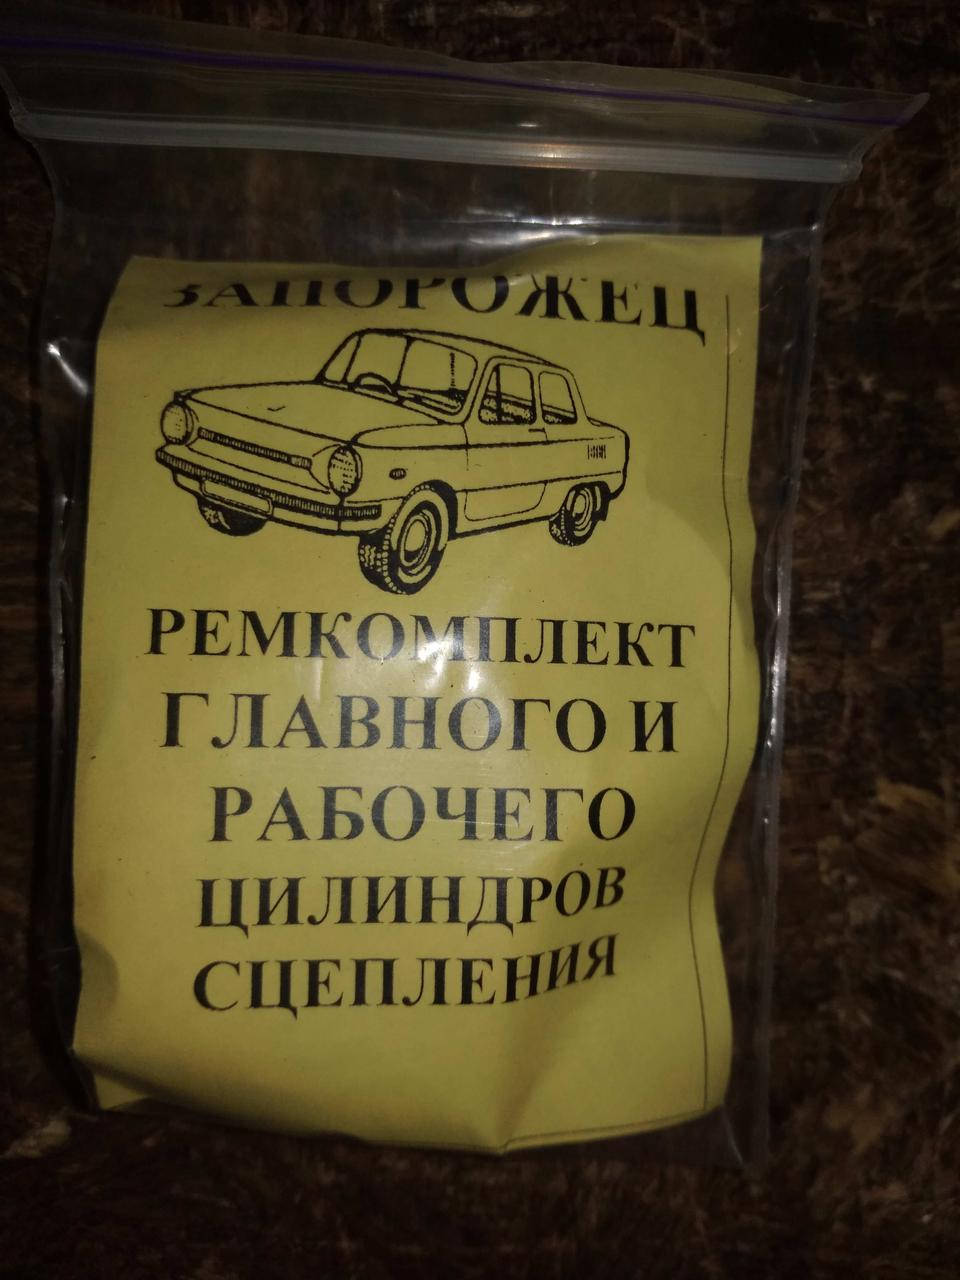 ЗАПОРОЖЕЦ
РЕМКОМПЛЕКТ
ГЛАВНОГО И
РАБОЧЕГО
ЦИЛИНДРОВ
СЦЕПЛЕНИЯ